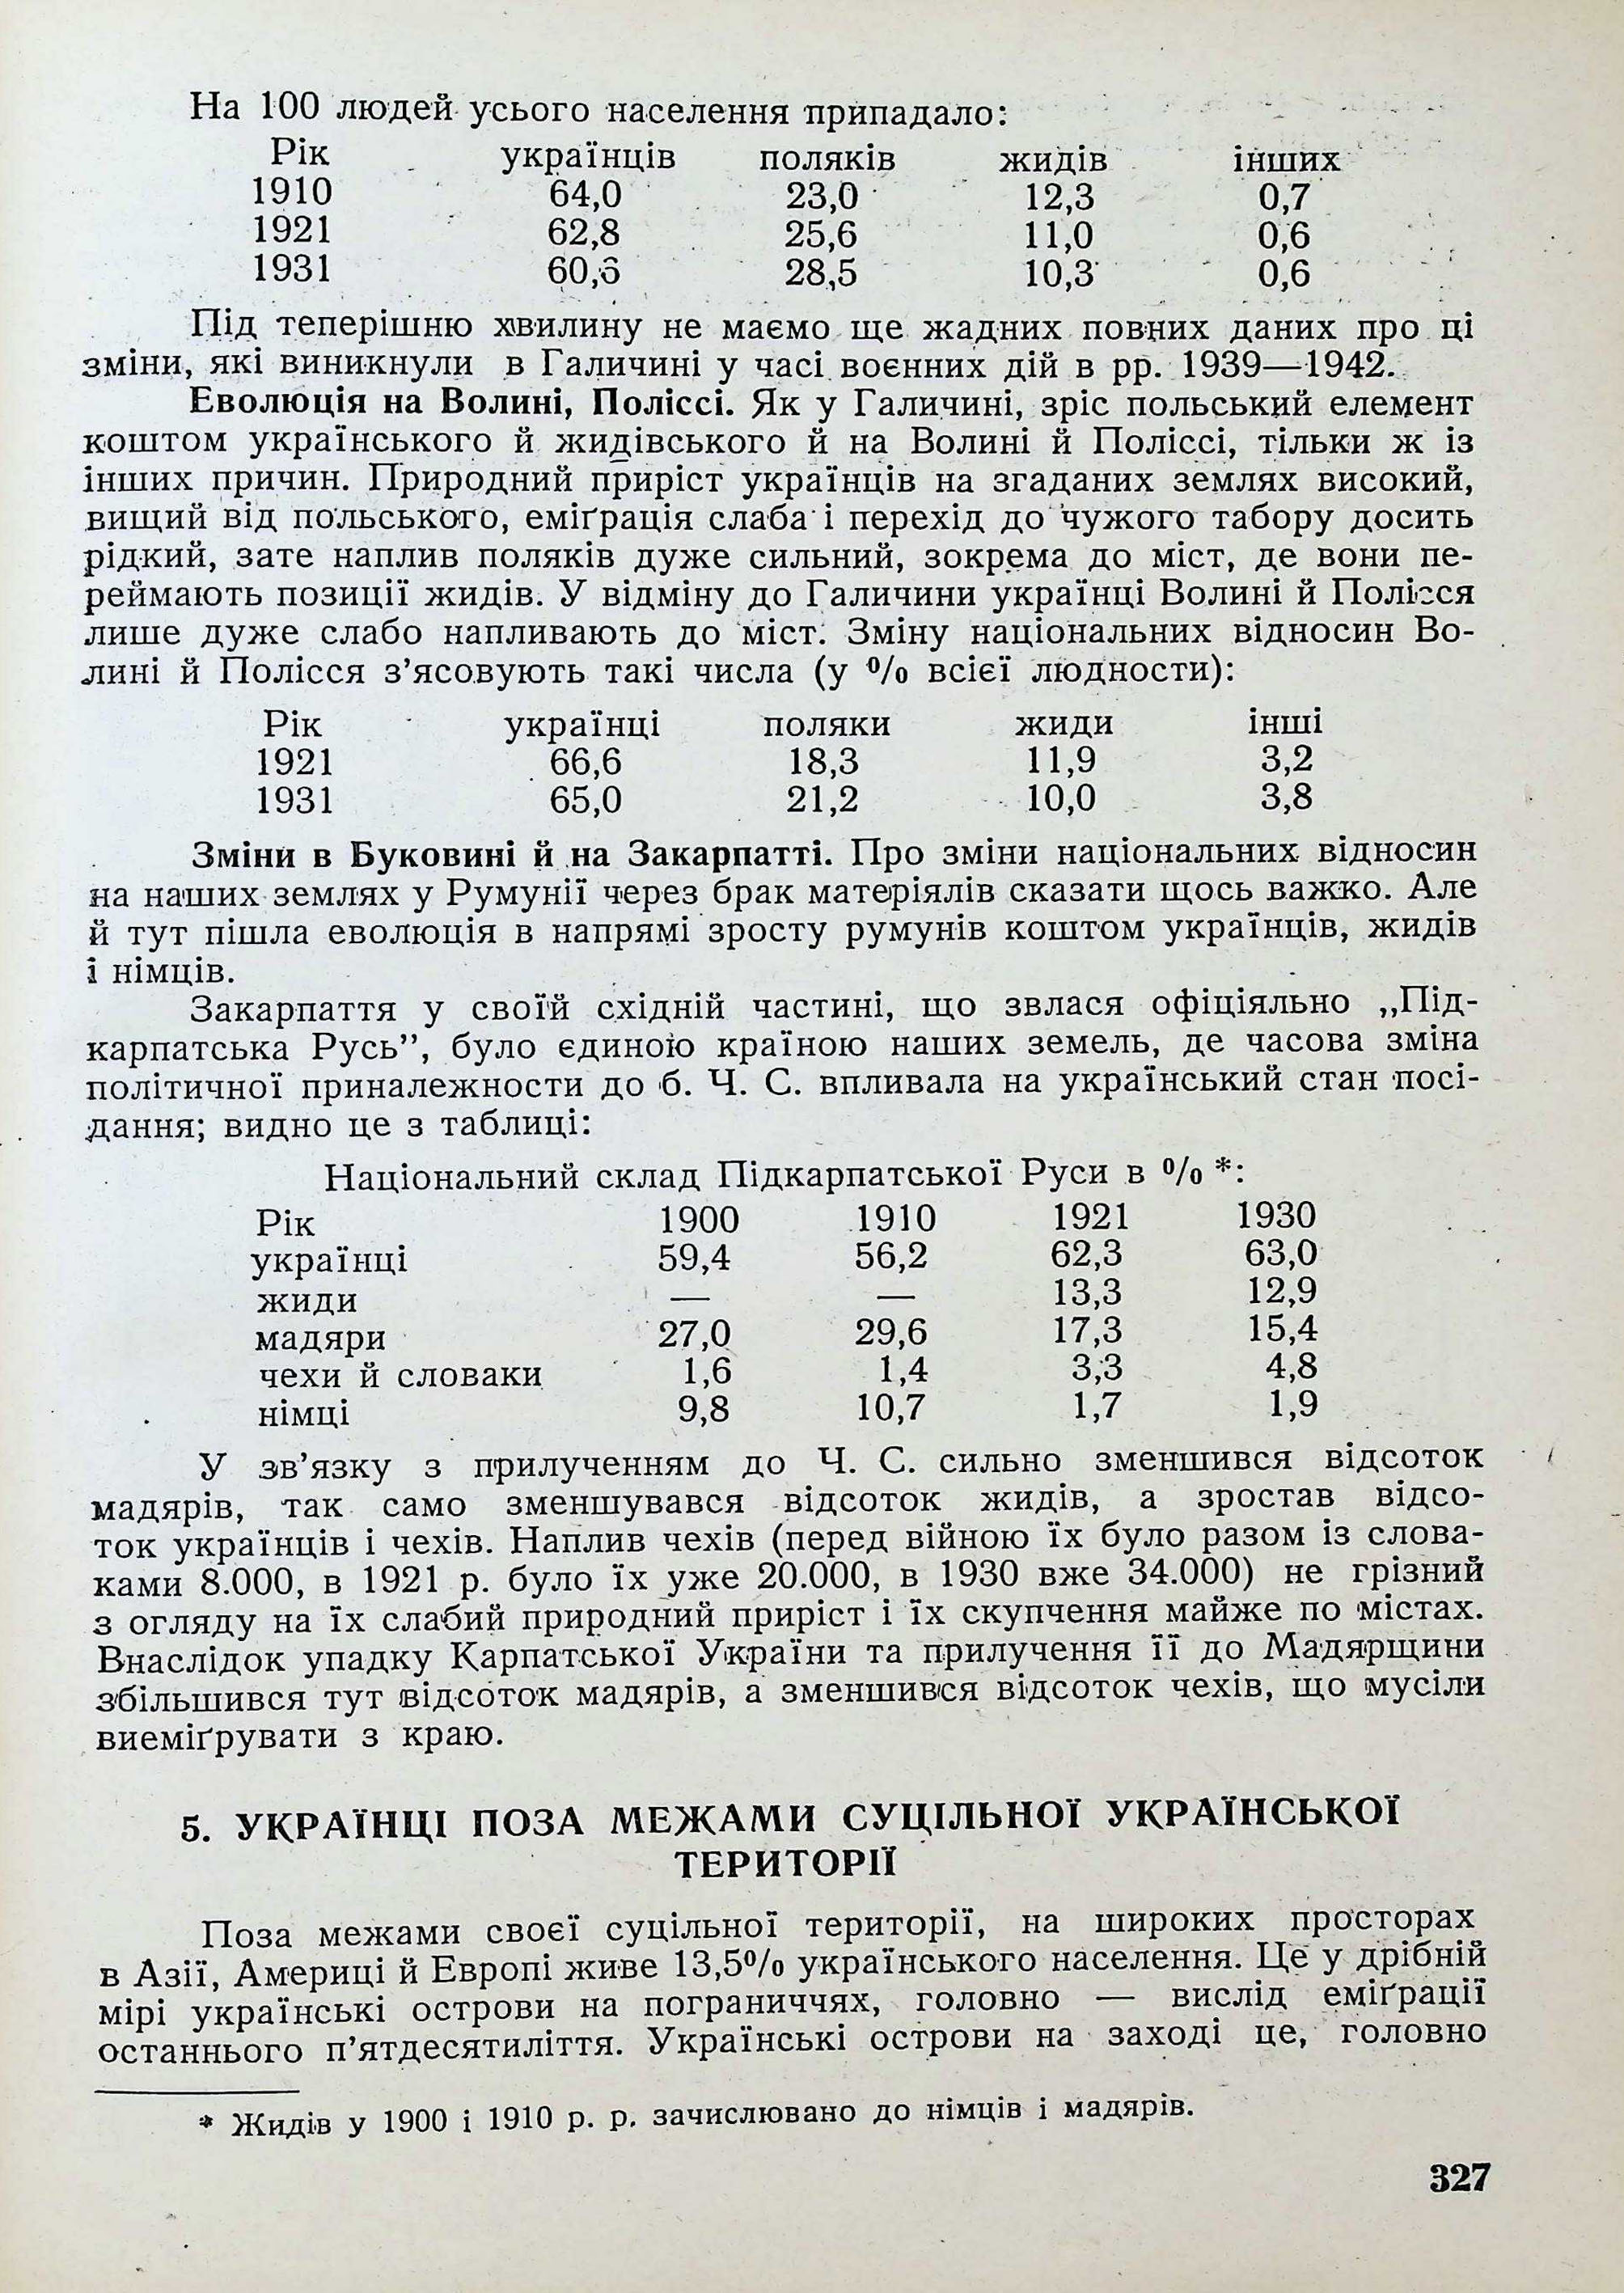 На 100 людей усього населення припадало:
Рік українців поляків жидів інших
1910 64,0 23,0 12,3 0,7
1921 62,8 25,6 11,0 0,6
1931 60,6 28,5 10,3 0,6
Під теперішню хвилину не маємо ще жадних повних даних про ці
зміни, які виникнули в Галичині у часі воєнних дій в рр. 1939—1942.
Еволюція на Волині, Поліссі. Як у Галичині, зріс польський елемент
коштом українського й жидівського й на Волині й Поліссі, тільки ж із
інших причин. Природний приріст українців на згаданих землях високий,
вищий від польського, еміґрація слаба і перехід до чужого табору досить
рідкий, зате наплив поляків дуже сильний, зокрема до міст, де вони пе-
реймають позиції жидів. У відміну до Галичини українці Волині й Полісся
лише дуже слабо напливають до міст. Зміну національних відносин Во-
лині й Полісся з’ясовують такі числа (у % всієї людности):
Рік українці поляки жиди інші
1921 66,6 18,3 11,9 3,2
1931 65,0 21,2 10,0 3,8
Зміни в Буковині й на Закарпатті. Про зміни національних відносин
на наших землях у Румунії через брак матеріялів сказати щось важко. Але
й тут пішла еволюція в напрямі зросту румунів коштом українців, жидів
і німців.
Закарпаття у своїй східній частині, що звлася офіціяльно „Під-
карпатська Русь”, було єдиною країною наших земель, де часова зміна
політичної приналежности до б. Ч. С. впливала на український стан посі-
дання; видно це з таблиці:
Національний склад Підкарпатської Руси в % *:
Рік 1900 1910 1921 1930
українці 59,4 56,2 62,3 63,0
жиди — — 13,3 12,9
мадяри 27,0 29,6 17,3 15,4
чехи й словаки 1,6 1,4 3,3 4,8
німці 9,8 10,7 1,7 1,9
У зв’язку з прилученням до Ч. С. сильно зменшився відсоток
мадярів, так само зменшувався відсоток жидів, а зростав відсо-
ток українців і чехів. Наплив чехів (перед війною їх було разом із слова-
ками 8.000, в 1921 р. було їх уже 20.000, в 1930 вже 34.000) не грізний
з огляду на їх слабий природний приріст і їх скупчення майже по містах.
Внаслідок упадку Карпатської України та прилучення її до Мадярщини
збільшився тут відсоток мадярів, а зменшився відсоток чехів, що мусіли
виеміґрувати з краю.
5. УКРАЇНЦІ ПОЗА МЕЖАМИ СУЦІЛЬНОЇ УКРАЇНСЬКОЇ
ТЕРИТОРІЇ
Поза межами своєї суцільної території, на широких просторах
в Азії, Америці й Европі живе 13,5% українського населення. Це у дрібній
мірі українські острови на пограниччях, головно — вислід еміґрації
останнього п’ятдесятиліття. Українські острови на заході це, головно
* Жидів у 1900 і 1910 р. р. зачислювано до німців і мадярів.
327